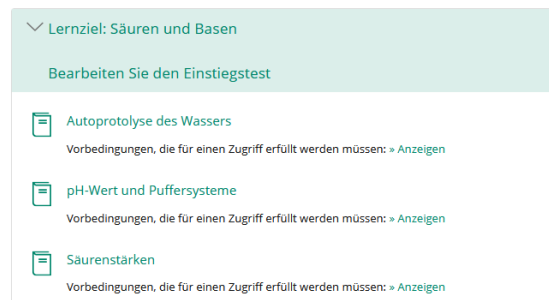 Lernziel: Säuren und Basen
Bearbeiten Sie den Einstiegstest
Autoprotolyse des Wassers
Vorbedingungen, die für einen Zugriff erfüllt werden müssen: » Anzeigen
pH-Wert und Puffersysteme
Vorbedingungen, die für einen Zugriff erfüllt werden müssen: » Anzeigen
Säurenstärken
Vorbedingungen, die für einen Zugriff erfüllt werden müssen: » Anzeigen